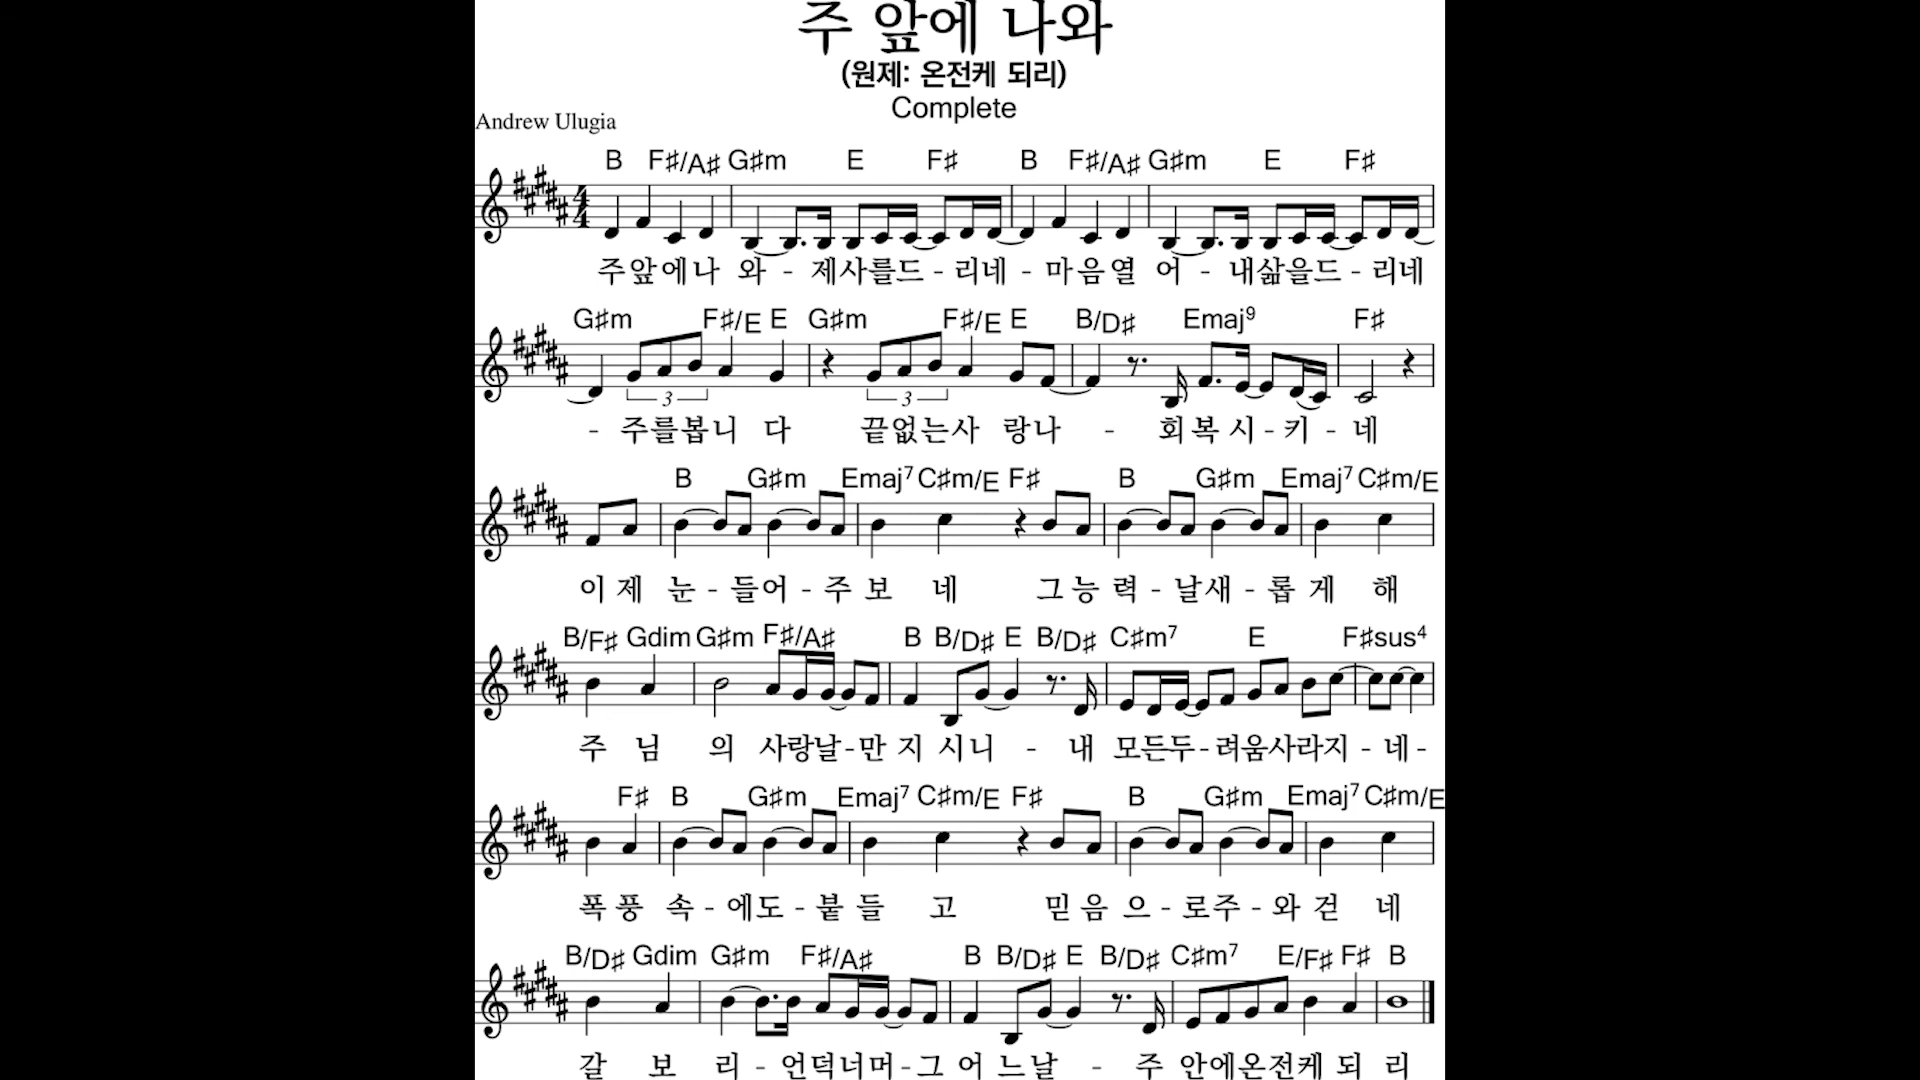 주 앞에 나와
(원제: 온전케 되리)
Complete
Andrew Ulugia
B F♯/A♯ G♯m E F♯ B F♯/A♯ G♯m E F♯
4/4
주앞에나 와 - 제사를드 - 리네 - 마음열 어 - 내삶을드 - 리네
G♯m F♯/E E G♯m F♯/E E B/D♯ Emaj9 F♯
3 3
- 주를봅니 다 끝없는사 랑나 - 회복시 - 키 - 네
B G♯m Emaj7 C♯m/E F♯ B G♯m Emaj7 C♯m/E
이제 눈 - 들어 - 주보 네 그능력 - 날새 - 롭게 해
B/F♯ Gdim G♯m F♯/A♯ B B/D♯ E B/D♯ C♯m7 E F♯sus4
주 님 의 사랑날 - 만지 시니 - 내 모든두 - 려움사라지 - 네 -
F♯ B G♯m Emaj7 C♯m/E F♯ B G♯m Emaj7 C♯m/E
폭풍 속 - 에도 - 붙들 고 믿음으 - 로주 - 와걷 네
B/D♯ Gdim G♯m F♯/A♯ B B/D♯ E B/D♯ C♯m7 E/F♯ F♯ B
갈 보 리 - 언덕너머 - 그 어느날 - 주 안에온전케 되 리